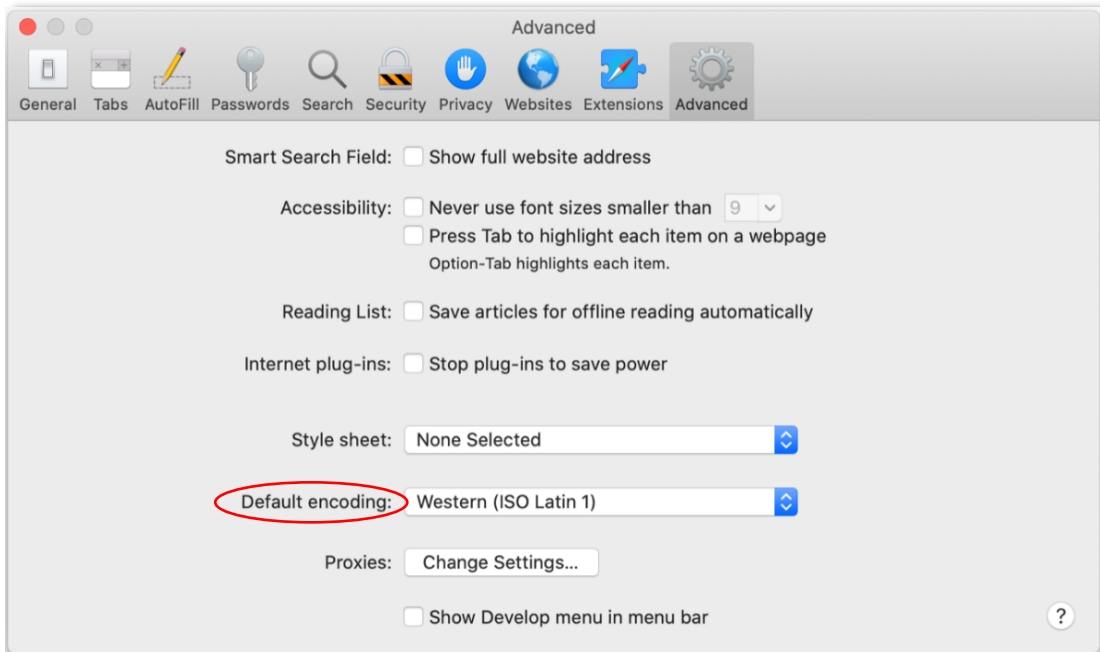 Advanced
General Tabs AutoFill Passwords Search Security Privacy Websites Extensions Advanced
Smart Search Field: Show full website address
Accessibility: Never use font sizes smaller than 9
Press Tab to highlight each item on a webpage
Option-Tab highlights each item.
Reading List: Save articles for offline reading automatically
Internet plug-ins: Stop plug-ins to save power
Style sheet: None Selected
Default encoding: Western (ISO Latin 1)
Proxies: Change Settings...
Show Develop menu in menu bar
?